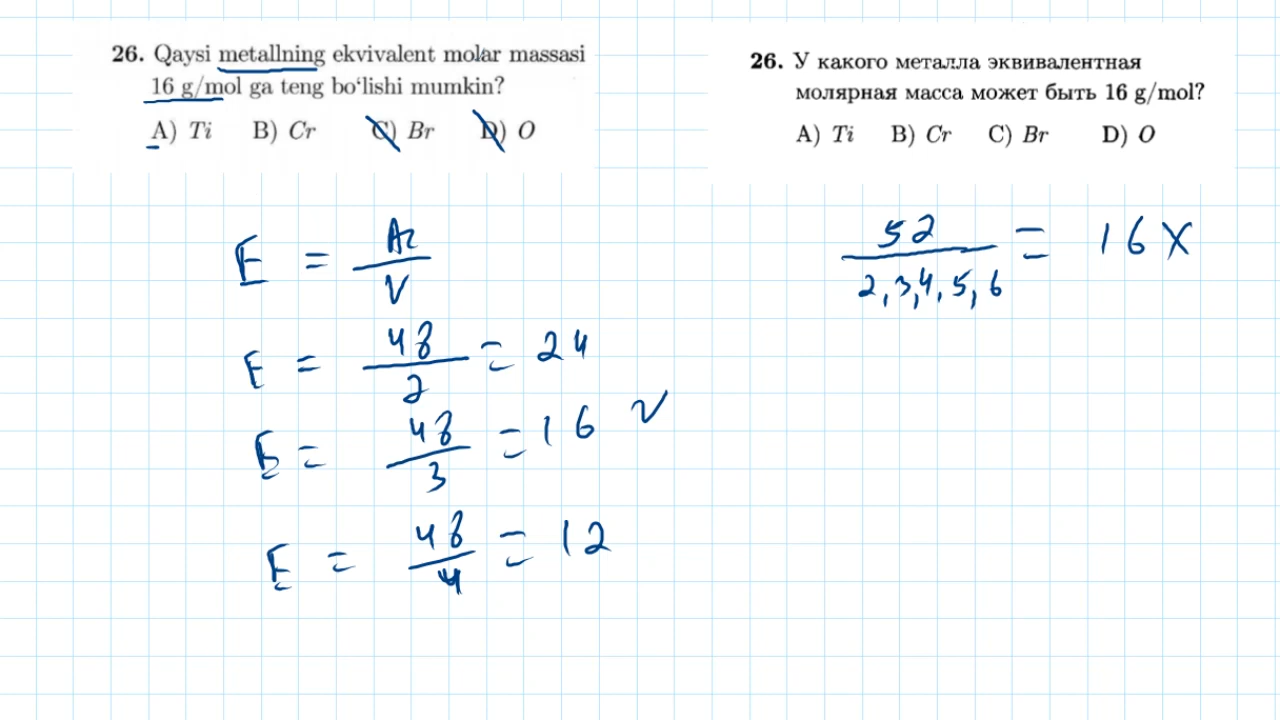 26. Qaysi metallning ekvivalent molar massasi
16 g/mol ga teng bo‘lishi mumkin?
A) Ti B) Cr C) Br D) O
26. У какого металла эквивалентная
молярная масса может быть 16 g/mol?
A) Ti B) Cr C) Br D) O
E = Ar / V
E = 48 / 2 = 24
E = 48 / 3 = 16 V
E = 48 / 4 = 12
52 / 2, 3, 4, 5, 6 = 16 X